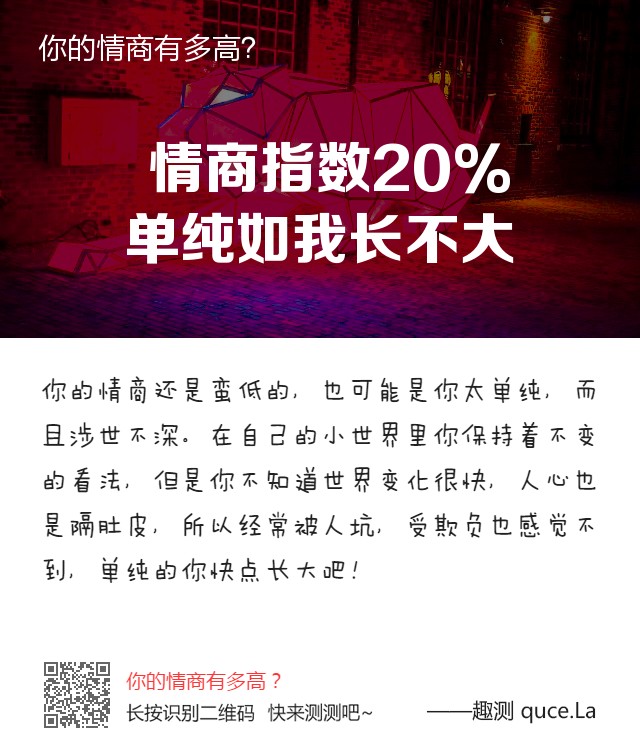 你的情商有多高?
情商指数20%
单纯如我长不大
你的情商还是蛮低的，也可能是你太单纯，而
且涉世不深。在自己的小世界里你保持着不变
的看法，但是你不知道世界变化很快，人心也
是隔肚皮，所以经常被人坑，受欺负也感觉不
到，单纯的你快点长大吧！
你的情商有多高？
长按识别二维码 快来测测吧~
——趣测 quce.La